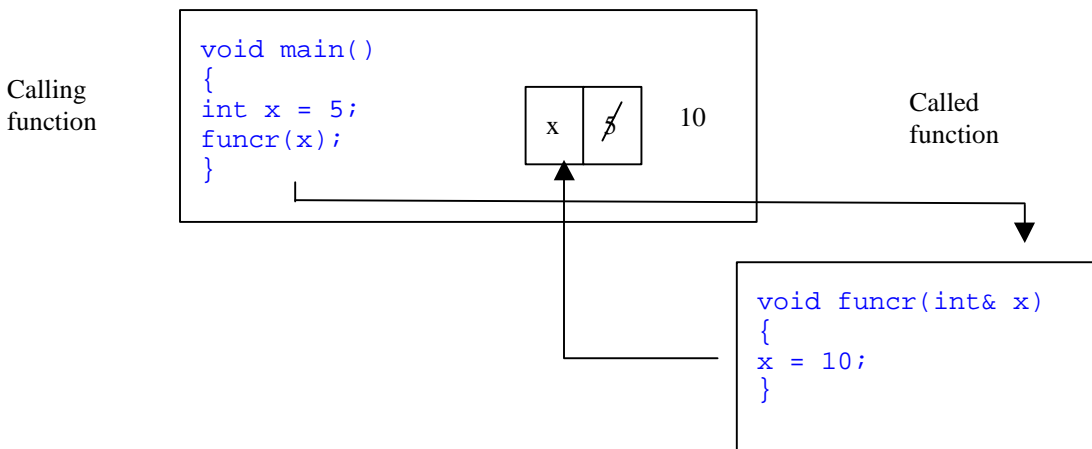 Calling
function
void main()
{
int x = 5;
funcr(x);
}
x 5 10
Called
function
void funcr(int& x)
{
x = 10;
}